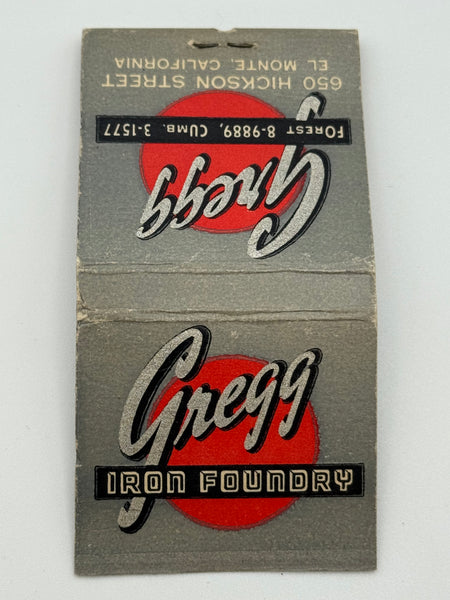 650 HICKSON STREET
EL MONTE, CALIFORNIA
FOREST 8-9889, CUMB. 3-1577
Gregg
Gregg
IRON FOUNDRY